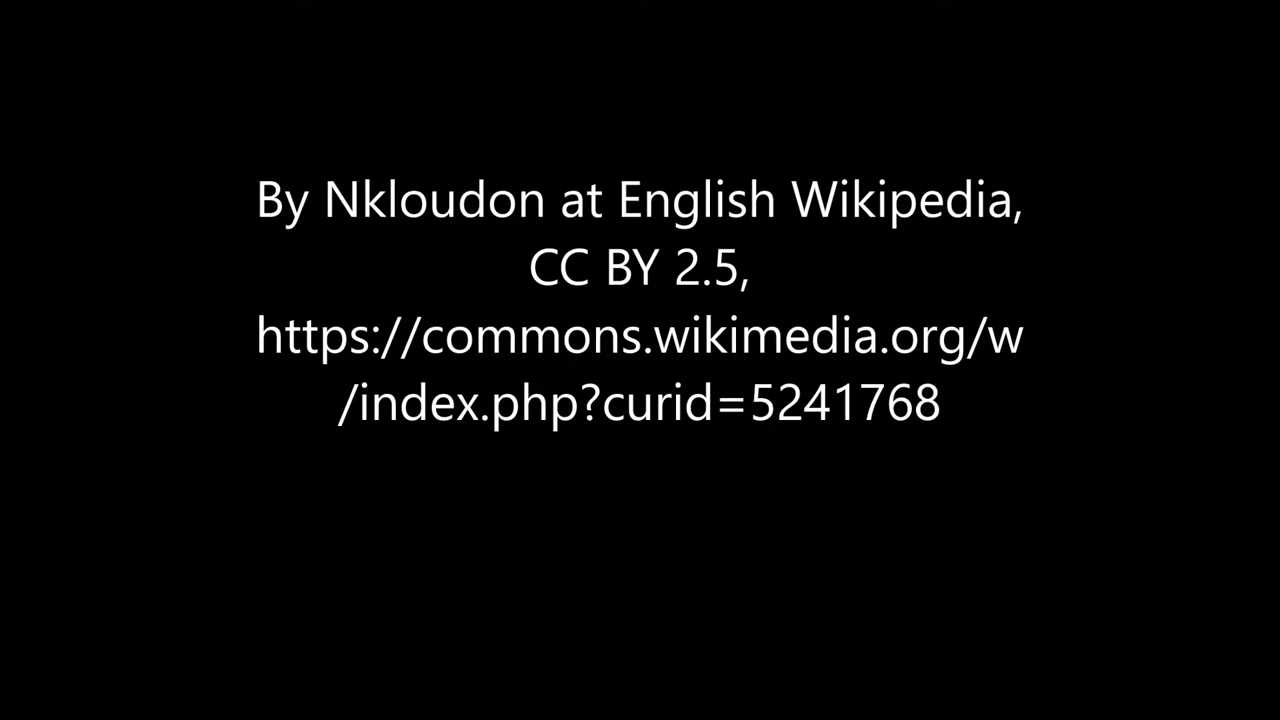 By Nkloudon at English Wikipedia,
CC BY 2.5,
https://commons.wikimedia.org/w
/index.php?curid=5241768